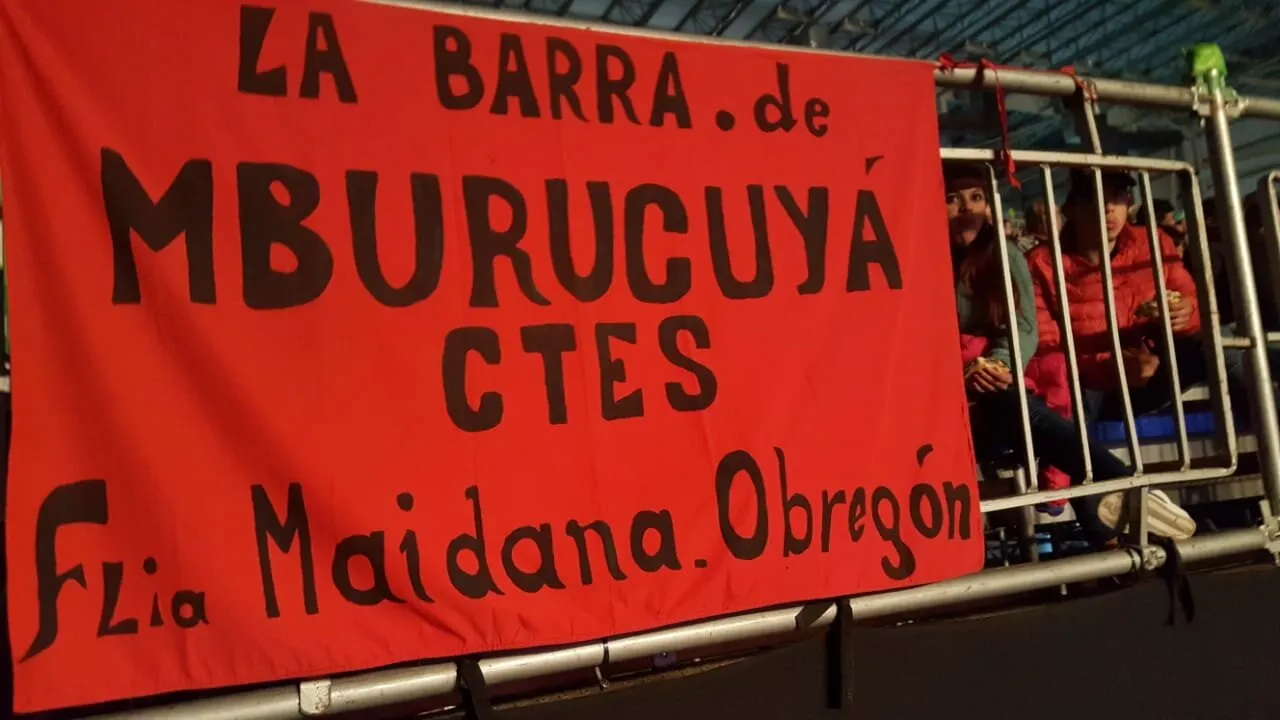 LA BARRA. de
MBURUCUYÁ
CTES
FLia Maidana. Obregón